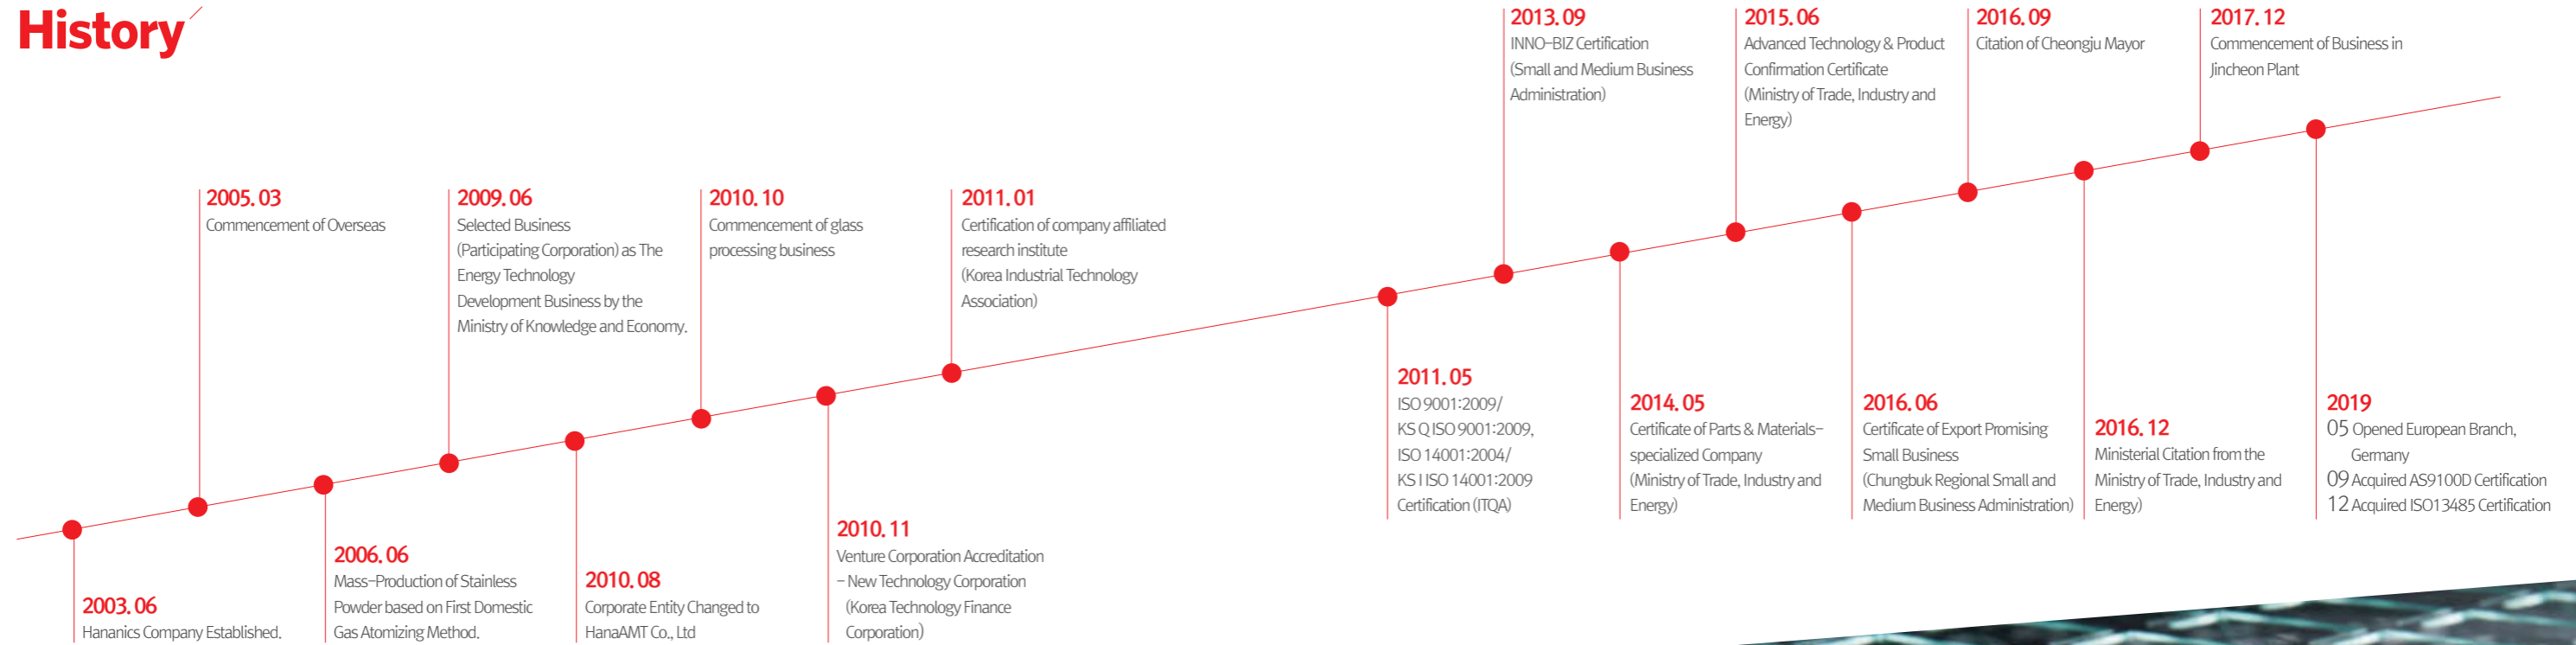 History
2003. 06
Hananics Company Established.
2005. 03
Commencement of Overseas
2006. 06
Mass-Production of Stainless
Powder based on First Domestic
Gas Atomizing Method.
2009. 06
Selected Business
(Participating Corporation) as The
Energy Technology
Development Business by the
Ministry of Knowledge and Economy.
2010. 08
Corporate Entity Changed to
HanaAMT Co., Ltd
2010. 10
Commencement of glass
processing business
2010. 11
Venture Corporation Accreditation
- New Technology Corporation
(Korea Technology Finance
Corporation)
2011. 01
Certification of company affiliated
research institute
(Korea Industrial Technology
Association)
2011. 05
ISO 9001:2009/
KS Q ISO 9001:2009,
ISO 14001:2004/
KS I ISO 14001:2009
Certification (ITQA)
2013. 09
INNO-BIZ Certification
(Small and Medium Business
Administration)
2014. 05
Certificate of Parts & Materials-
specialized Company
(Ministry of Trade, Industry and
Energy)
2015. 06
Advanced Technology & Product
Confirmation Certificate
(Ministry of Trade, Industry and
Energy)
2016. 06
Certificate of Export Promising
Small Business
(Chungbuk Regional Small and
Medium Business Administration)
2016. 09
Citation of Cheongju Mayor
2016. 12
Ministerial Citation from the
Ministry of Trade, Industry and
Energy)
2017. 12
Commencement of Business in
Jincheon Plant
2019
05 Opened European Branch,
Germany
09 Acquired AS9100D Certification
12 Acquired ISO13485 Certification